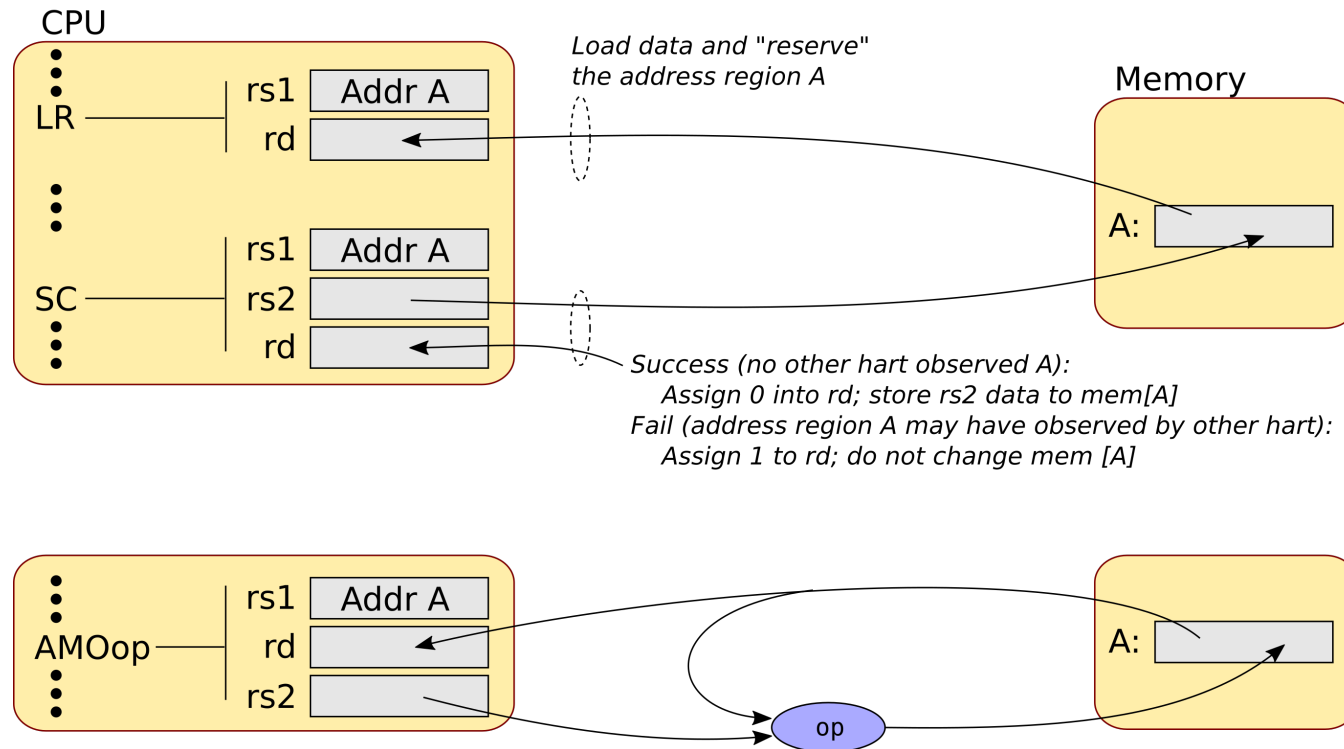 CPU
Load data and "reserve"
the address region A
Memory
rs1 Addr A
LR
rd
A:
rs1 Addr A
SC rs2
rd
Success (no other hart observed A):
Assign 0 into rd; store rs2 data to mem[A]
Fail (address region A may have observed by other hart):
Assign 1 to rd; do not change mem [A]
rs1 Addr A
AMOop rd
A:
rs2
op